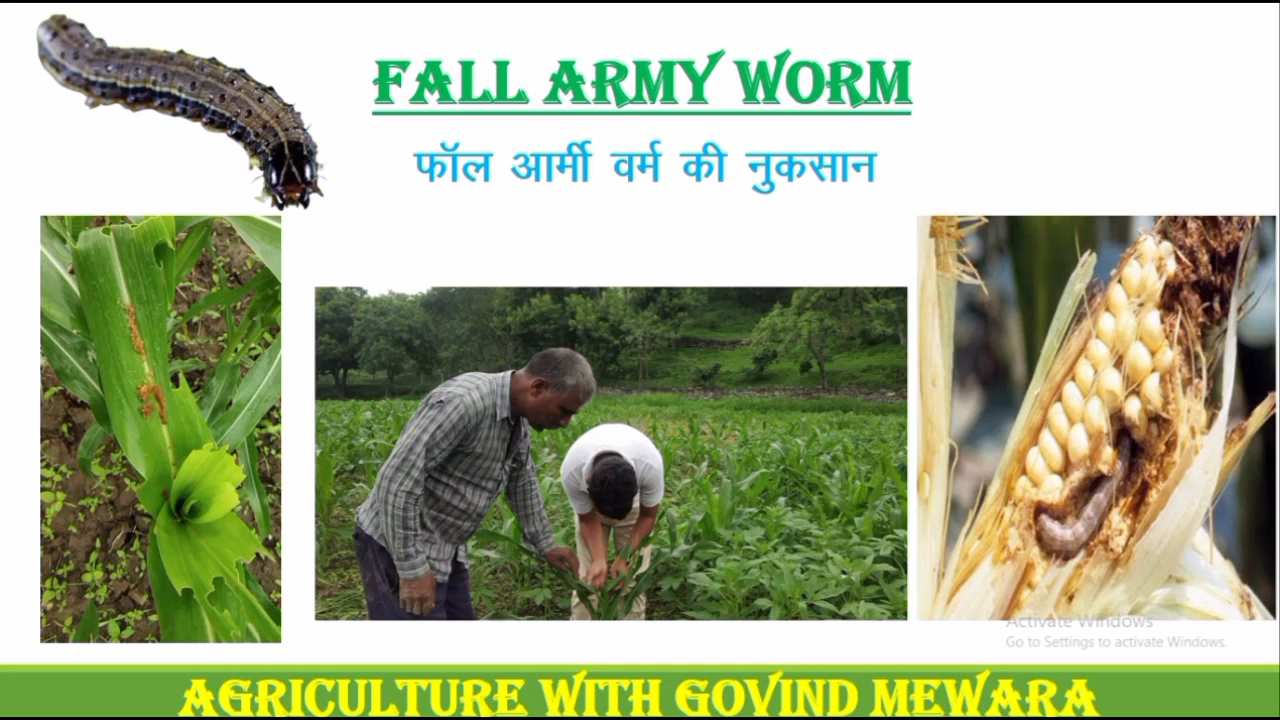 FALL ARMY WORM
फॉल आर्मी वर्म की नुकसान
Activate Windows
Go to Settings to activate Windows.
AGRICULTURE WITH GOVIND MEWARA